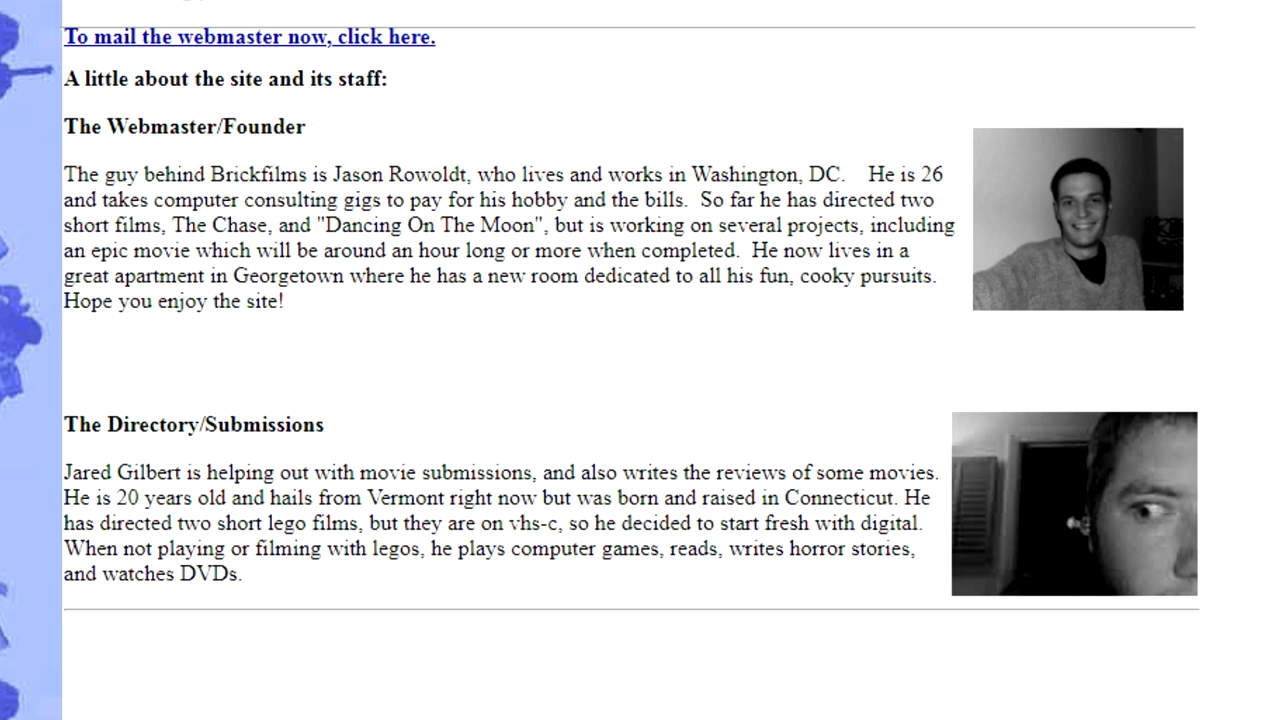 To mail the webmaster now, click here.
A little about the site and its staff:
The Webmaster/Founder
The guy behind Brickfilms is Jason Rowoldt, who lives and works in Washington, DC.    He is 26
and takes computer consulting gigs to pay for his hobby and the bills.  So far he has directed two
short films, The Chase, and "Dancing On The Moon", but is working on several projects, including
an epic movie which will be around an hour long or more when completed.  He now lives in a
great apartment in Georgetown where he has a new room dedicated to all his fun, cooky pursuits.
Hope you enjoy the site!
The Directory/Submissions
Jared Gilbert is helping out with movie submissions, and also writes the reviews of some movies.
He is 20 years old and hails from Vermont right now but was born and raised in Connecticut. He
has directed two short lego films, but they are on vhs-c, so he decided to start fresh with digital.
When not playing or filming with legos, he plays computer games, reads, writes horror stories,
and watches DVDs.